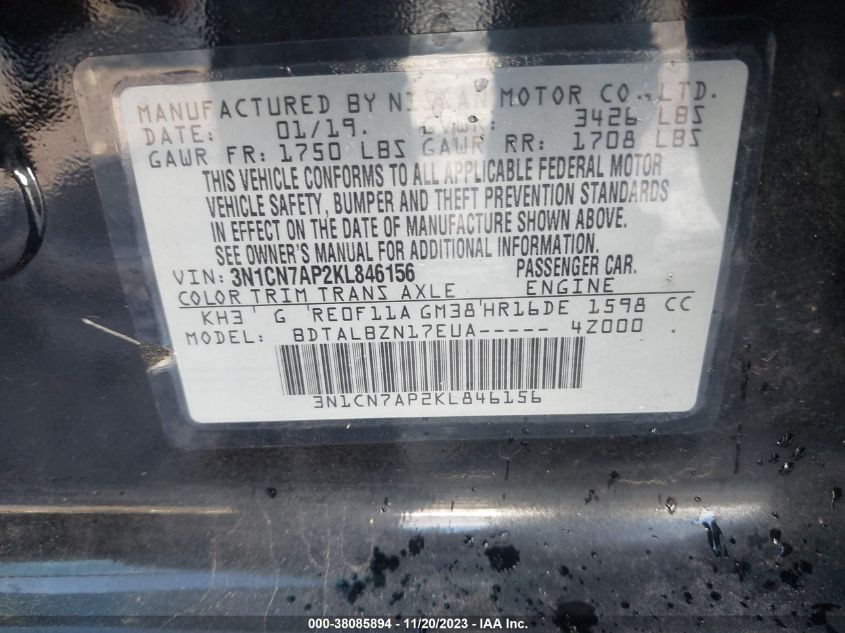 MANUFACTURED BY NISSAN MOTOR CO., LTD.
DATE: 01/19. GVWR: 3426 LBS
GAWR FR: 1750 LBS GAWR RR: 1708 LBS
THIS VEHICLE CONFORMS TO ALL APPLICABLE FEDERAL MOTOR
VEHICLE SAFETY, BUMPER AND THEFT PREVENTION STANDARDS
IN EFFECT ON THE DATE OF MANUFACTURE SHOWN ABOVE.
SEE OWNER'S MANUAL FOR ADDITIONAL INFORMATION.
VIN: 3N1CN7AP2KL846156 PASSENGER CAR.
COLOR TRIM TRANS AXLE ENGINE
KH3 G RE0F11A GM38 HR16DE 1598 CC
MODEL: BDTALBZN17EUA----- 4Z000 .
3N1CN7AP2KL846156
000-38085894 - 11/20/2023 - IAA Inc.